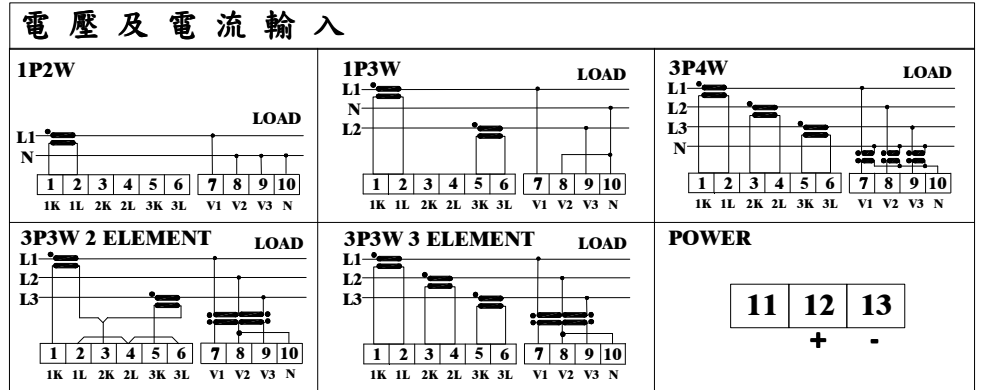 電壓及電流輸入
1P2W
LOAD
L1
N
1 2 3 4 5 6 7 8 9 10
1K 1L 2K 2L 3K 3L V1 V2 V3 N
1P3W
LOAD
L1
N
L2
1 2 3 4 5 6 7 8 9 10
1K 1L 2K 2L 3K 3L V1 V2 V3 N
3P4W
LOAD
L1
L2
L3
N
1 2 3 4 5 6 7 8 9 10
1K 1L 2K 2L 3K 3L V1 V2 V3 N
3P3W 2 ELEMENT LOAD
L1
L2
L3
1 2 3 4 5 6 7 8 9 10
1K 1L 2K 2L 3K 3L V1 V2 V3 N
3P3W 3 ELEMENT LOAD
L1
L2
L3
1 2 3 4 5 6 7 8 9 10
1K 1L 2K 2L 3K 3L V1 V2 V3 N
POWER
11 12 13
+ -